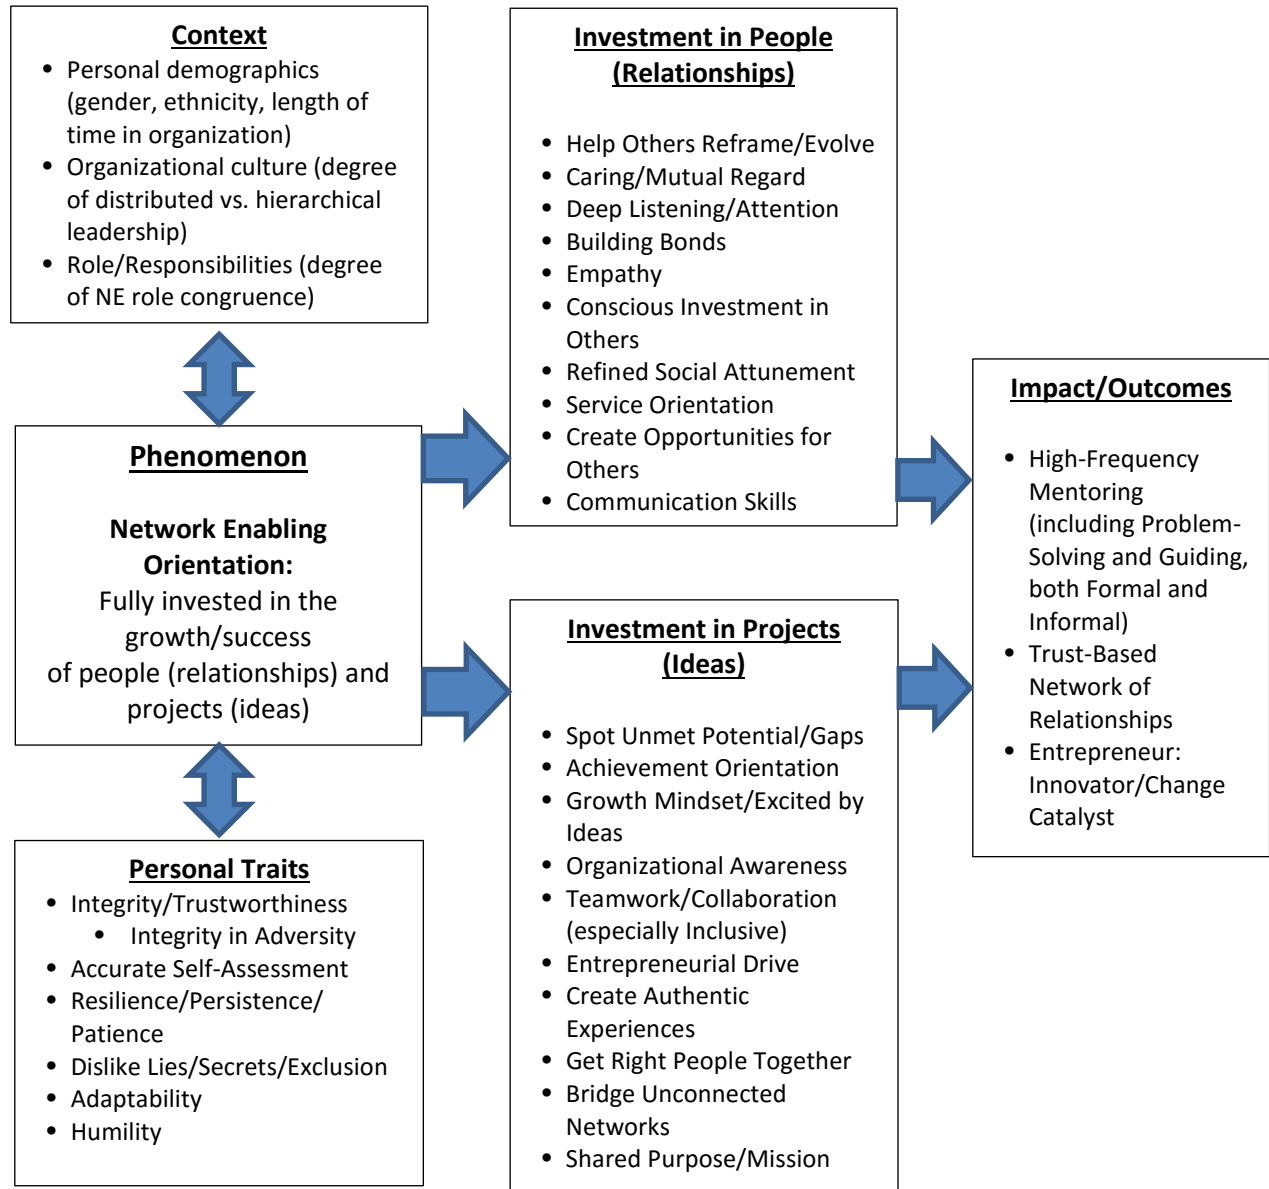 Context
• Personal demographics
(gender, ethnicity, length of
time in organization)
• Organizational culture (degree
of distributed vs. hierarchical
leadership)
• Role/Responsibilities (degree
of NE role congruence)
Phenomenon
Network Enabling
Orientation:
Fully invested in the
growth/success
of people (relationships) and
projects (ideas)
Personal Traits
• Integrity/Trustworthiness
• Integrity in Adversity
• Accurate Self-Assessment
• Resilience/Persistence/
Patience
• Dislike Lies/Secrets/Exclusion
• Adaptability
• Humility
Investment in People
(Relationships)
• Help Others Reframe/Evolve
• Caring/Mutual Regard
• Deep Listening/Attention
• Building Bonds
• Empathy
• Conscious Investment in
Others
• Refined Social Attunement
• Service Orientation
• Create Opportunities for
Others
• Communication Skills
Investment in Projects
(Ideas)
• Spot Unmet Potential/Gaps
• Achievement Orientation
• Growth Mindset/Excited by
Ideas
• Organizational Awareness
• Teamwork/Collaboration
(especially Inclusive)
• Entrepreneurial Drive
• Create Authentic
Experiences
• Get Right People Together
• Bridge Unconnected
Networks
• Shared Purpose/Mission
Impact/Outcomes
• High-Frequency
Mentoring
(including Problem-
Solving and Guiding,
both Formal and
Informal)
• Trust-Based
Network of
Relationships
• Entrepreneur:
Innovator/Change
Catalyst